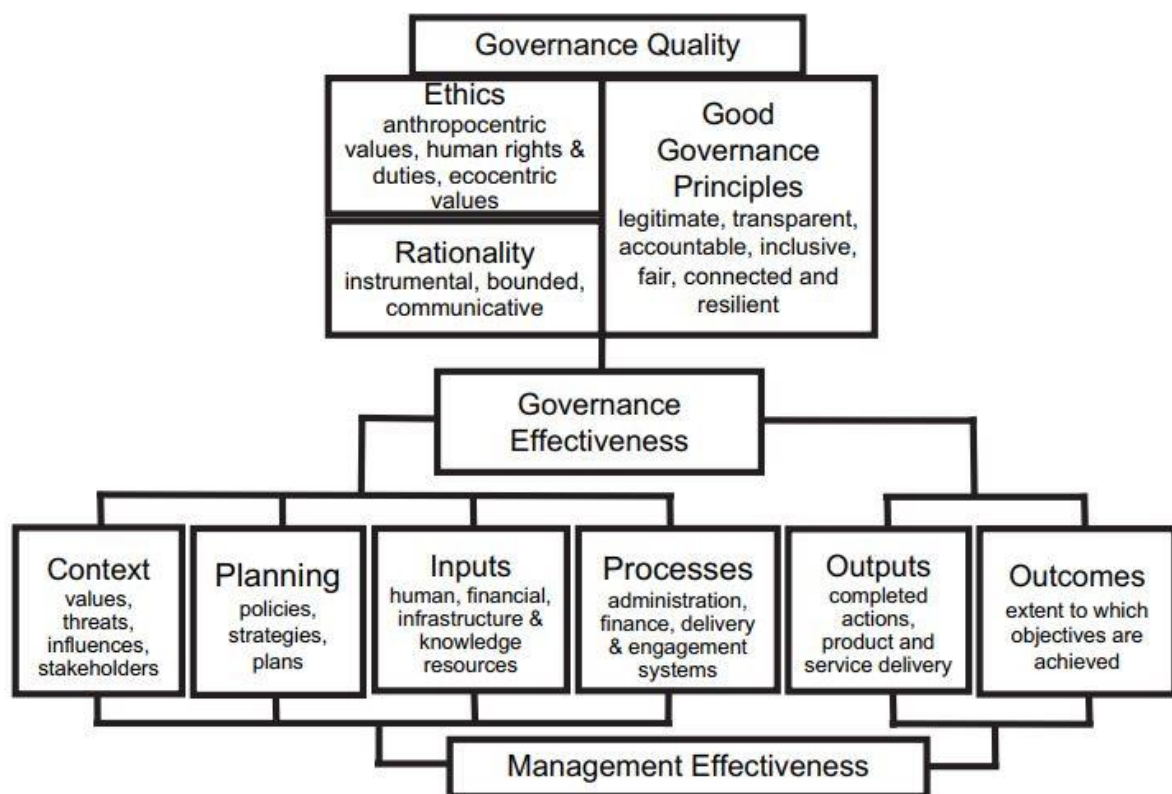 Governance Quality
Ethics
anthropocentric
values, human rights &
duties, ecocentric
values
Rationality
instrumental, bounded,
communicative
Good
Governance
Principles
legitimate, transparent,
accountable, inclusive,
fair, connected and
resilient
Governance
Effectiveness
Context
values,
threats,
influences,
stakeholders
Planning
policies,
strategies,
plans
Inputs
human, financial,
infrastructure &
knowledge
resources
Processes
administration,
finance, delivery
& engagement
systems
Outputs
completed
actions,
product and
service delivery
Outcomes
extent to which
objectives are
achieved
Management Effectiveness